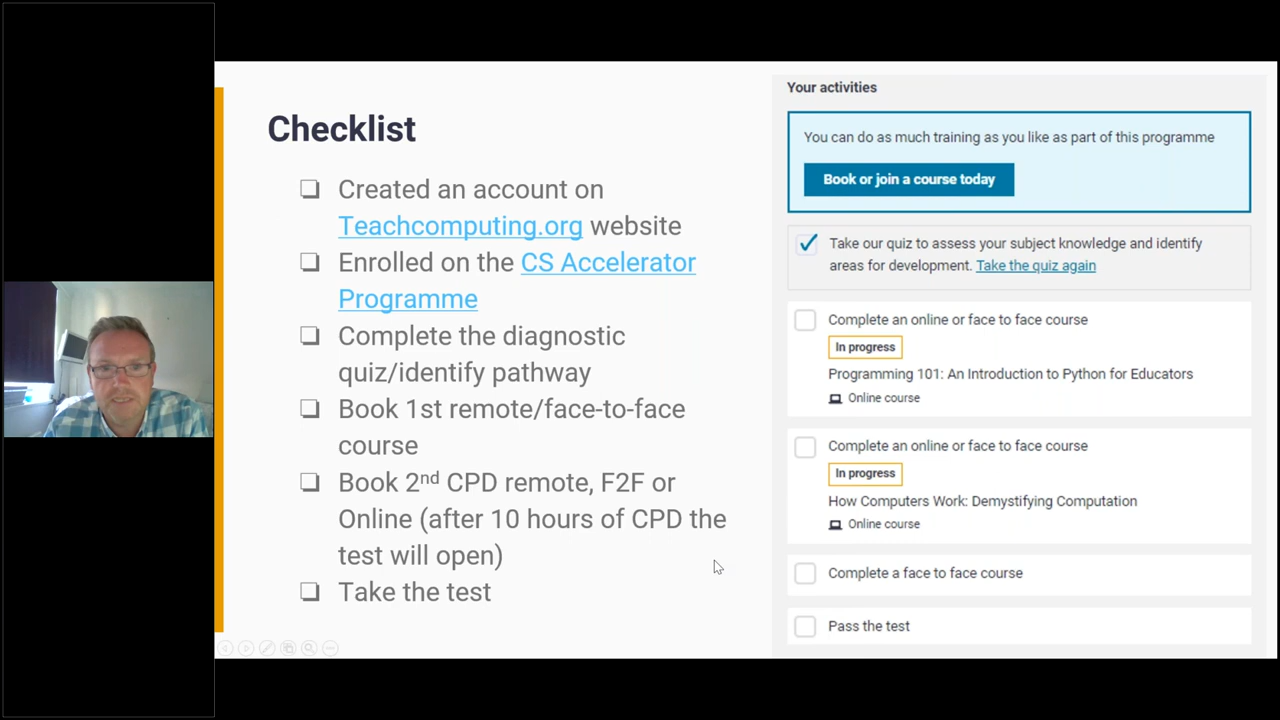 Checklist
Created an account on
Teachcomputing.org website
Enrolled on the CS Accelerator
Programme
Complete the diagnostic
quiz/identify pathway
Book 1st remote/face-to-face
course
Book 2nd CPD remote, F2F or
Online (after 10 hours of CPD the
test will open)
Take the test
Your activities
You can do as much training as you like as part of this programme
Book or join a course today
Take our quiz to assess your subject knowledge and identify
areas for development. Take the quiz again
Complete an online or face to face course
In progress
Programming 101: An Introduction to Python for Educators
Online course
Complete an online or face to face course
In progress
How Computers Work: Demystifying Computation
Online course
Complete a face to face course
Pass the test